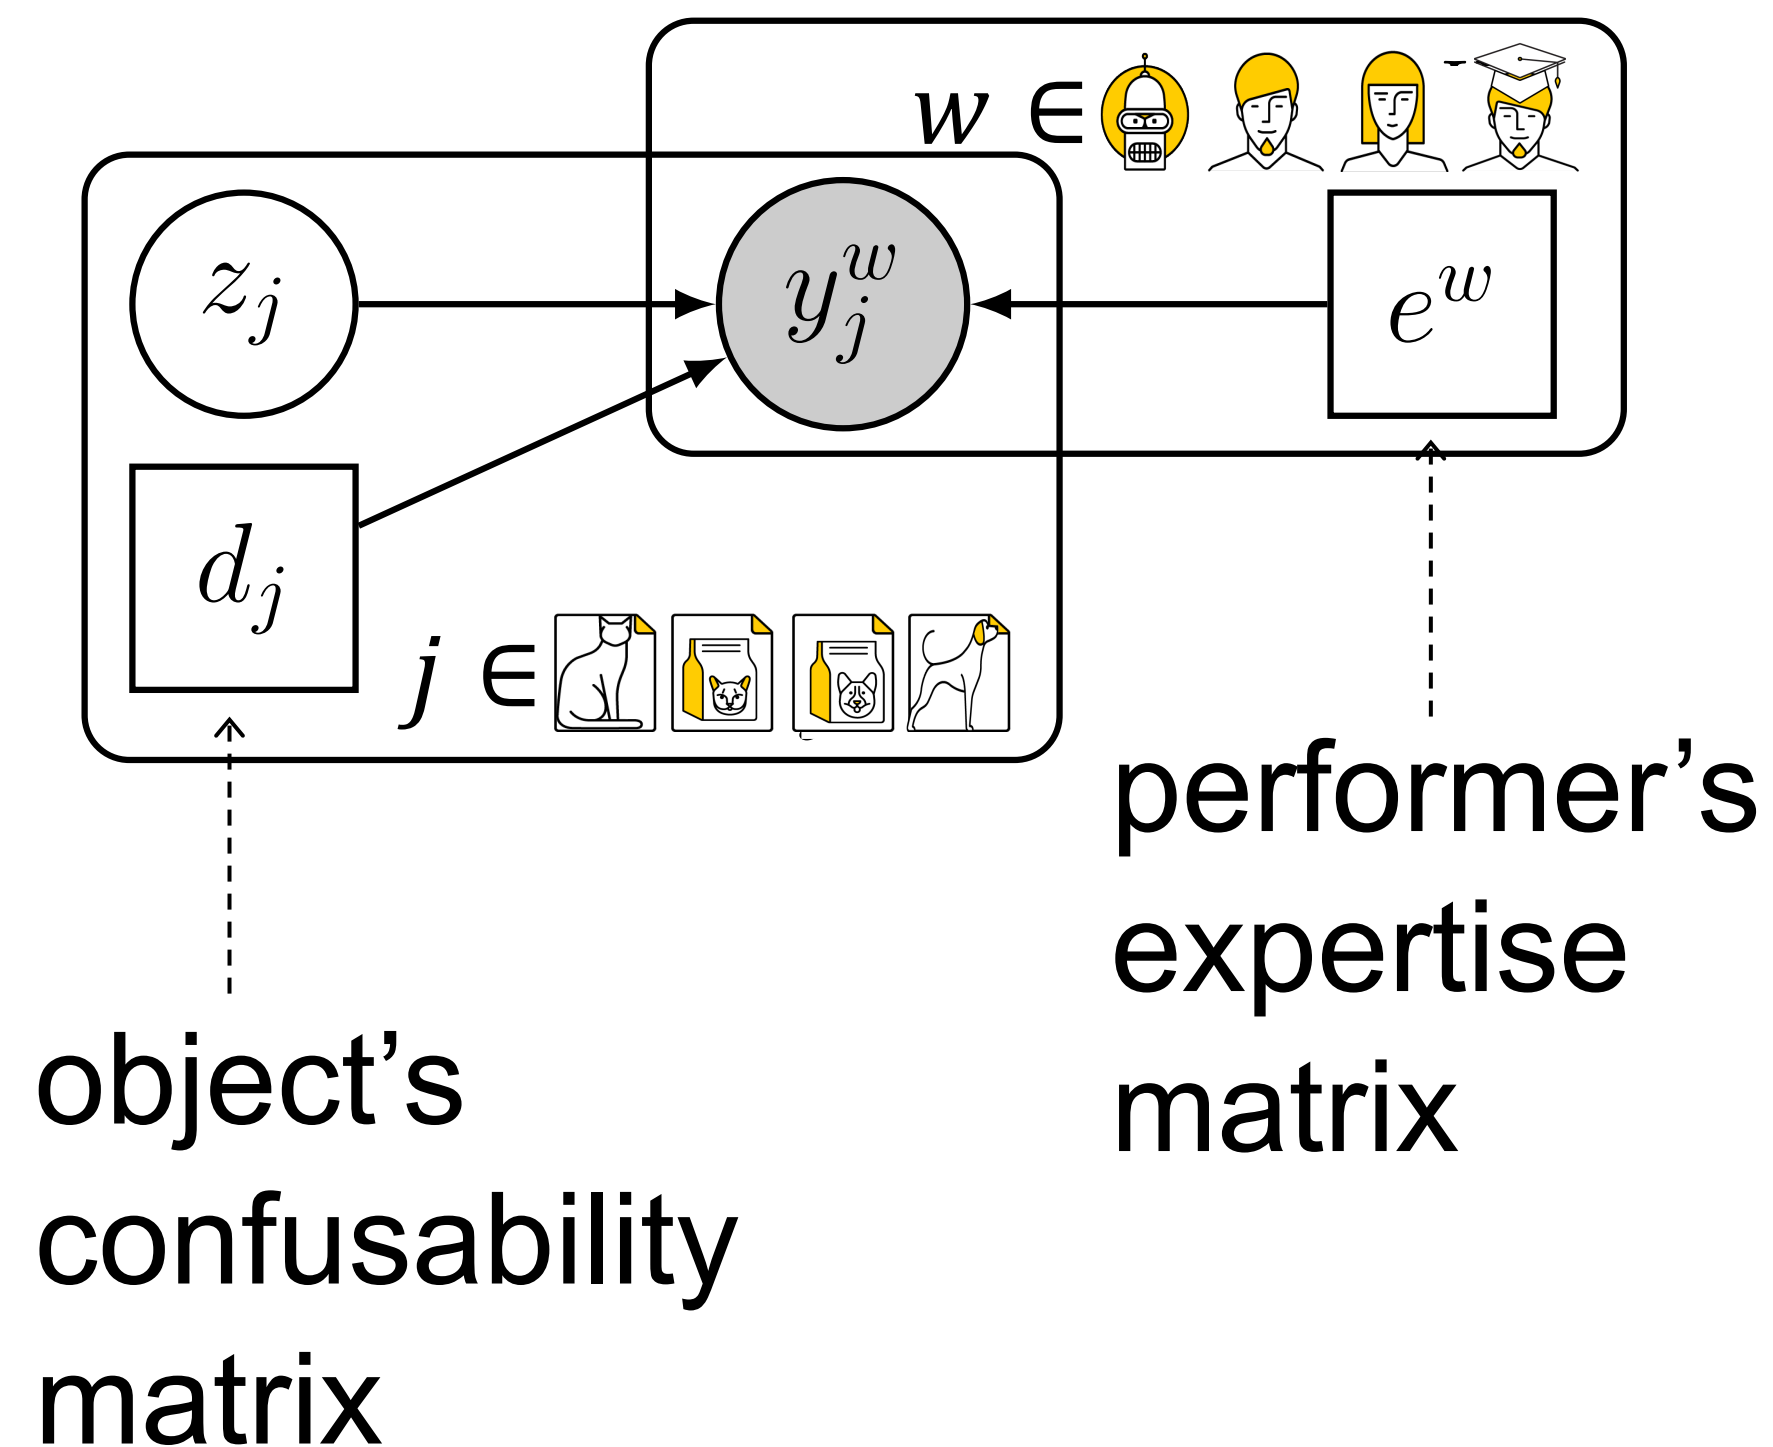 w ∈
z_j
y_j^w
e^w
d_j
j ∈
performer’s
expertise
matrix
object’s
confusability
matrix